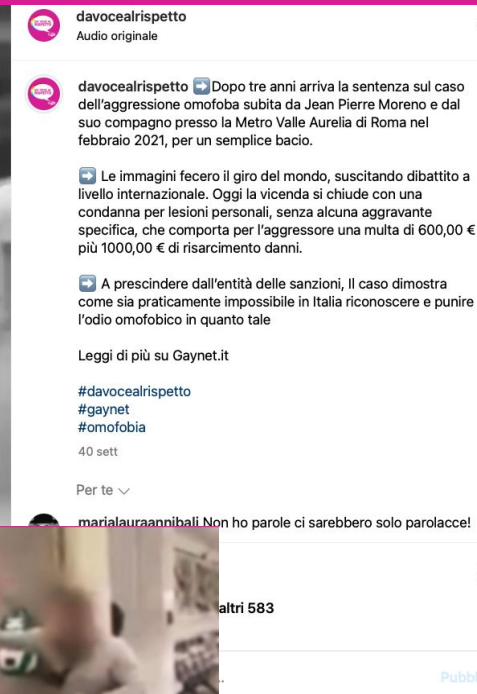 davocealrispetto
Audio originale
davocealrispetto ➡️Dopo tre anni arriva la sentenza sul caso
dell'aggressione omofoba subita da Jean Pierre Moreno e dal
suo compagno presso la Metro Valle Aurelia di Roma nel
febbraio 2021, per un semplice bacio.
➡️ Le immagini fecero il giro del mondo, suscitando dibattito a
livello internazionale. Oggi la vicenda si chiude con una
condanna per lesioni personali, senza alcuna aggravante
specifica, che comporta per l'aggressore una multa di 600,00 €
più 1000,00 € di risarcimento danni.
➡️ A prescindere dall'entità delle sanzioni, Il caso dimostra
come sia praticamente impossibile in Italia riconoscere e punire
l'odio omofobico in quanto tale
Leggi di più su Gaynet.it
#davocealrispetto
#gaynet
#omofobia
40 sett
Per te
marialauraannibali Non ho parole ci sarebbero solo parolacce!
altri 583
Pubbl